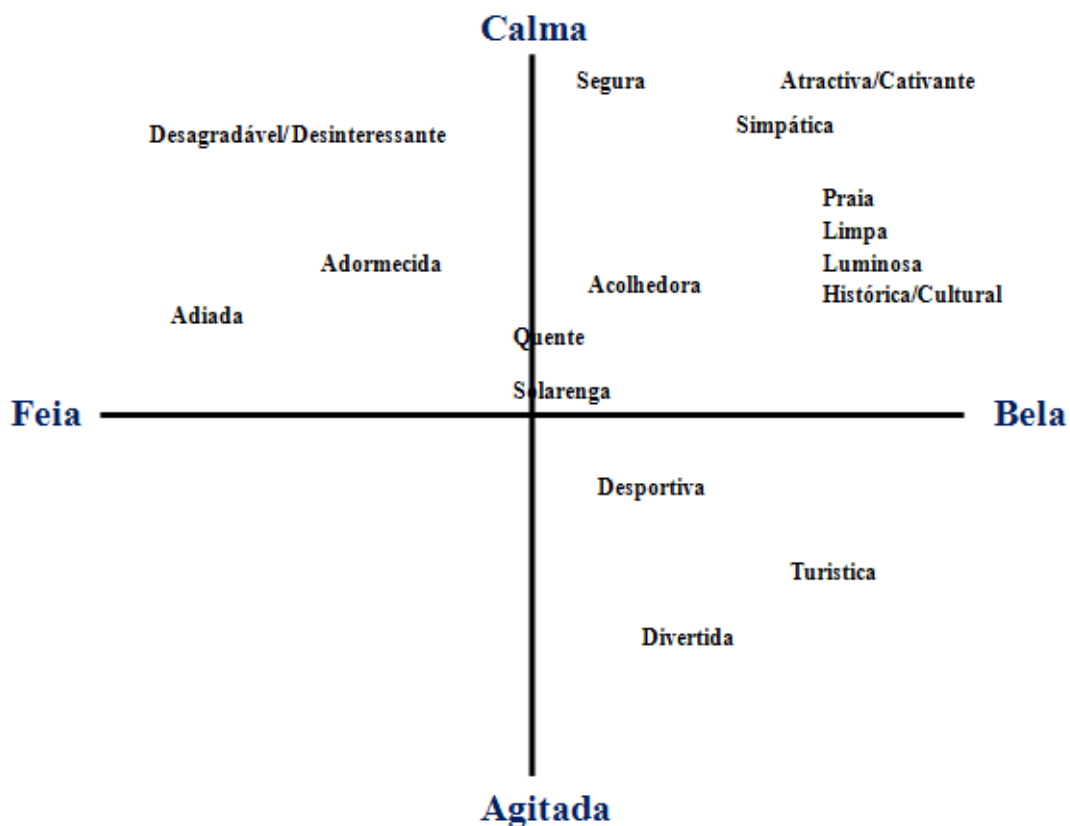 Calma
Segura
Atractiva/Cativante
Simpática
Desagradável/Desinteressante
Praia
Limpa
Adormecida
Luminosa
Acolhedora
Histórica/Cultural
Adiada
Quente
Solarenga
Feia
Bela
Desportiva
Turistica
Divertida
Agitada